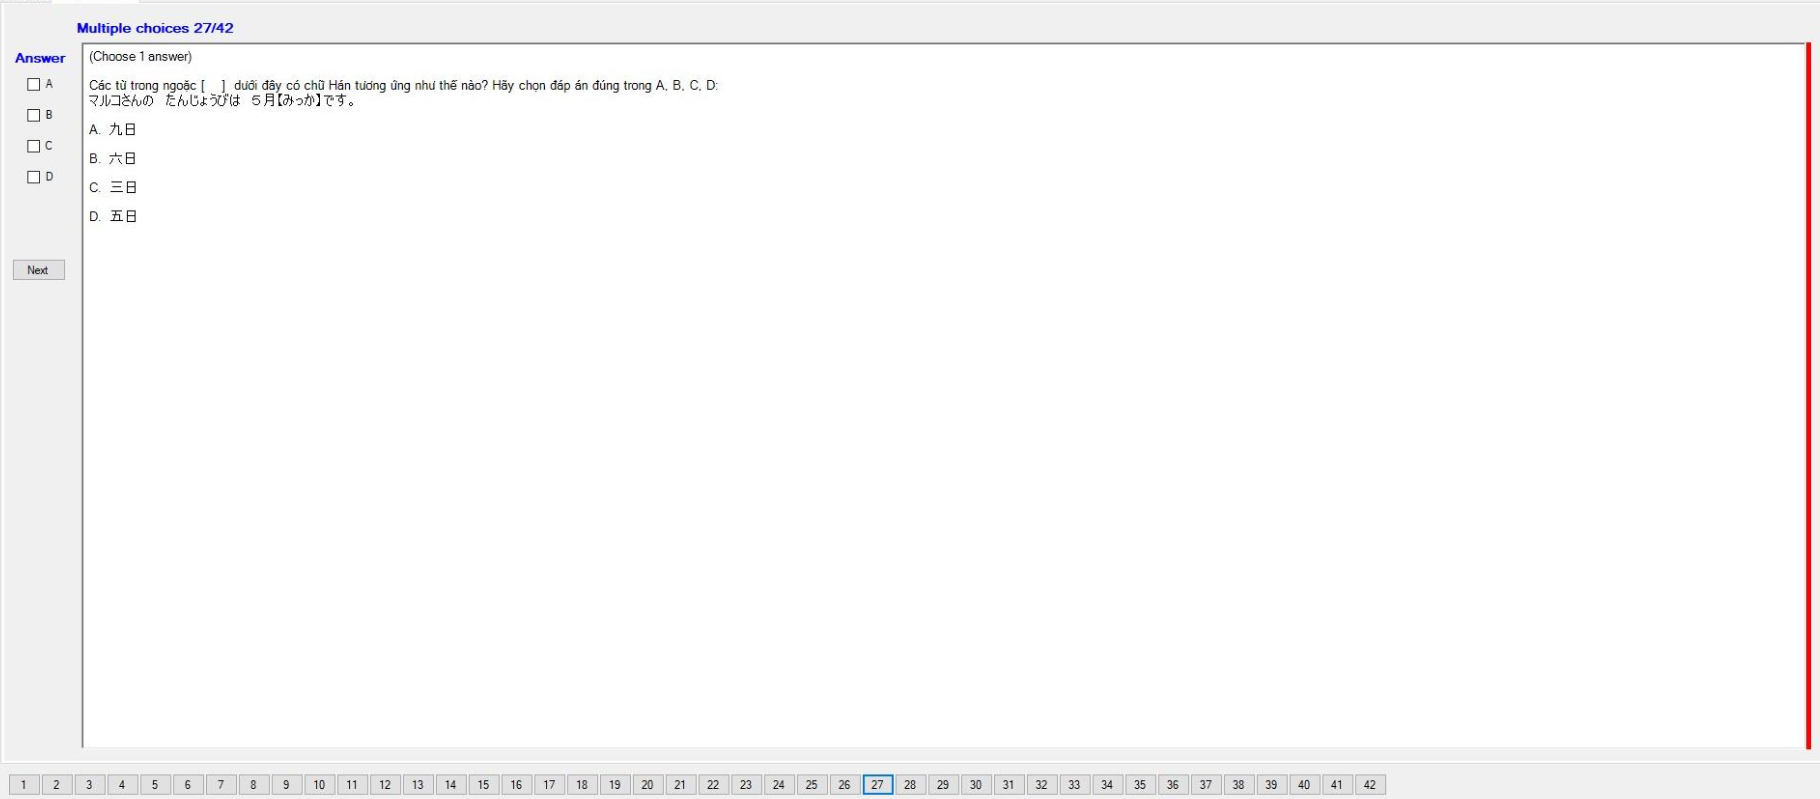 Multiple choices 27/42
Answer
A
B
C
D
Next
(Choose 1 answer)
Các từ trong ngoặc [   ] dưới đây có chữ Hán tương ứng như thế nào? Hãy chọn đáp án đúng trong A, B, C, D:
マルコさんの　たんじょうびは　５月【みっか】です。
A. 九日
B. 六日
C. 三日
D. 五日
1 2 3 4 5 6 7 8 9 10 11 12 13 14 15 16 17 18 19 20 21 22 23 24 25 26 27 28 29 30 31 32 33 34 35 36 37 38 39 40 41 42